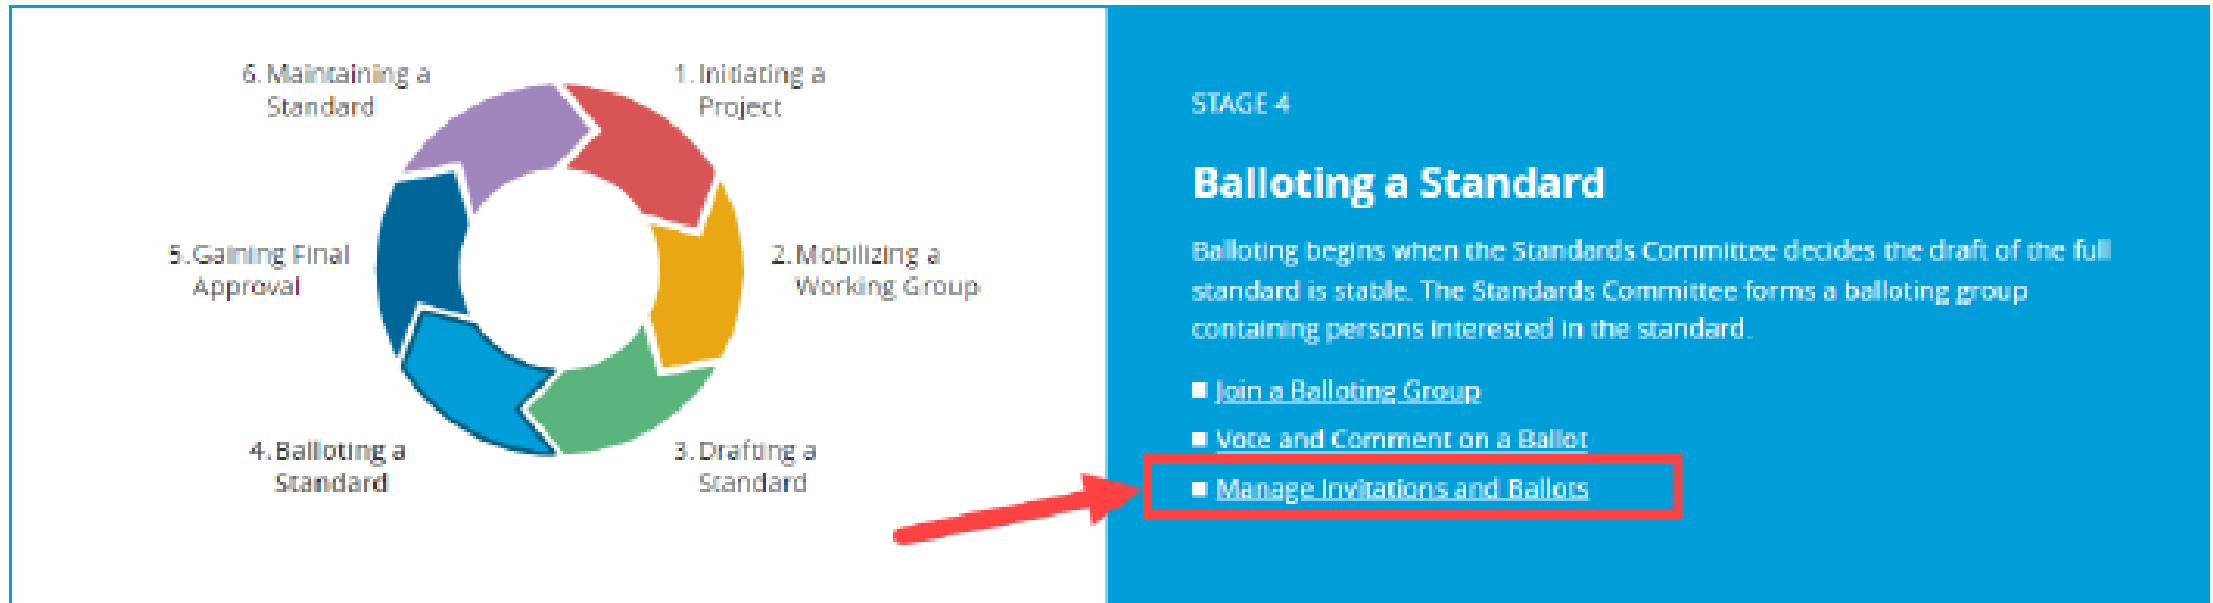 6. Maintaining a
Standard
1. Initiating a
Project
5. Gaining Final
Approval
2. Mobilizing a
Working Group
4. Balloting a
Standard
3. Drafting a
Standard
STAGE 4
Balloting a Standard
Balloting begins when the Standards Committee decides the draft of the full
standard is stable. The Standards Committee forms a balloting group
containing persons interested in the standard.
Join a Balloting Group
Vote and Comment on a Ballot
Manage Invitations and Ballots